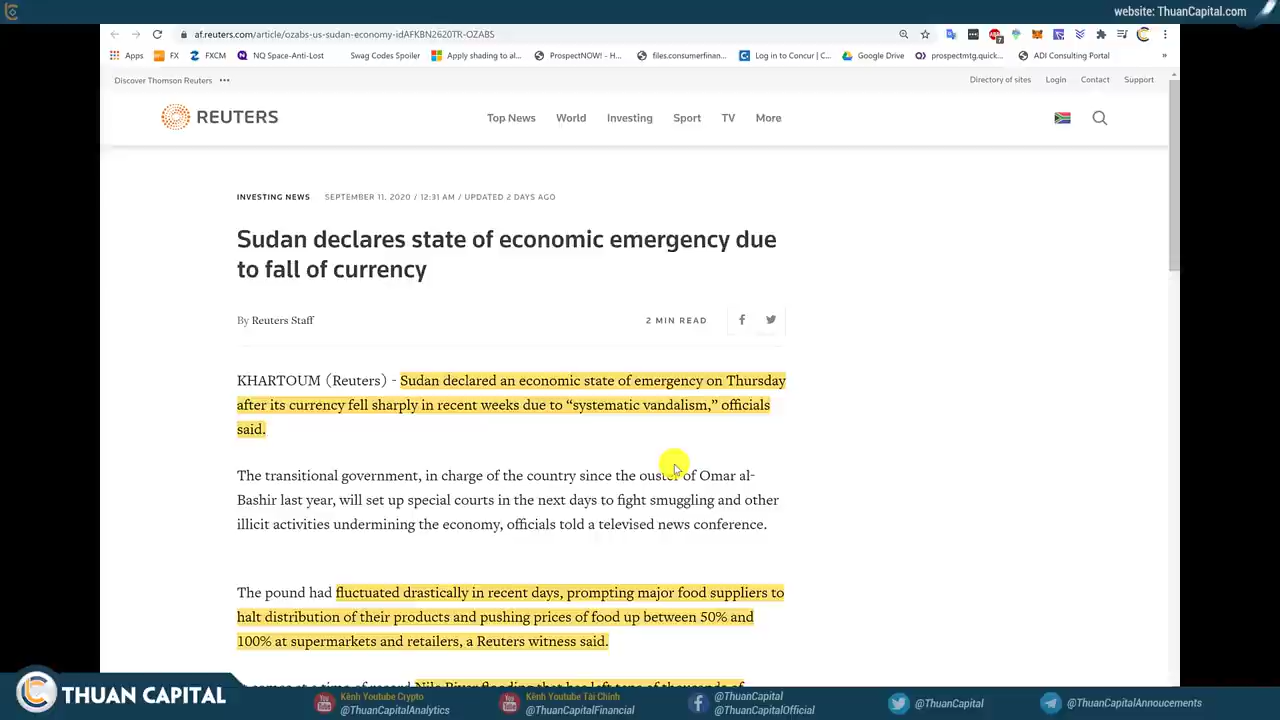 Website: thuancapital.com
af.reuters.com/article/ozabs-us-sudan-economy-idAFKBN2620TR-OZABS
Apps FX FXCM NQ Space-Anti-Gov Swag Codes Spoiler Apply shading to al... ProspectNOW! - H... files.consumerfinan... Log in to Concur | C... Google Drive prospectmtg.quick... ADI Consulting Portal »
Discover Thomson Reuters ••• Directory of sites Login Contact Support
REUTERS Top News World Investing Sport TV More
INVESTING NEWS SEPTEMBER 11, 2020 / 12:31 AM / UPDATED 2 DAYS AGO
Sudan declares state of economic emergency due
to fall of currency
By Reuters Staff 2 MIN READ
KHARTOUM (Reuters) - Sudan declared an economic state of emergency on Thursday
after its currency fell sharply in recent weeks due to “systematic vandalism,” officials
said.
The transitional government, in charge of the country since the ouster of Omar al-
Bashir last year, will set up special courts in the next days to fight smuggling and other
illicit activities undermining the economy, officials told a televised news conference.
The pound had fluctuated drastically in recent days, prompting major food suppliers to
halt distribution of their products and pushing prices of food up between 50% and
100% at supermarkets and retailers, a Reuters witness said.
THUAN CAPITAL
Kênh Youtube Crypto
@ThuanCapitalAnalytics
Kênh Youtube Tài Chính
@ThuanCapitalFinancial
@ThuanCapital
@ThuanCapitalOfficial
@ThuanCapital
@ThuanCapitalAnnoucements